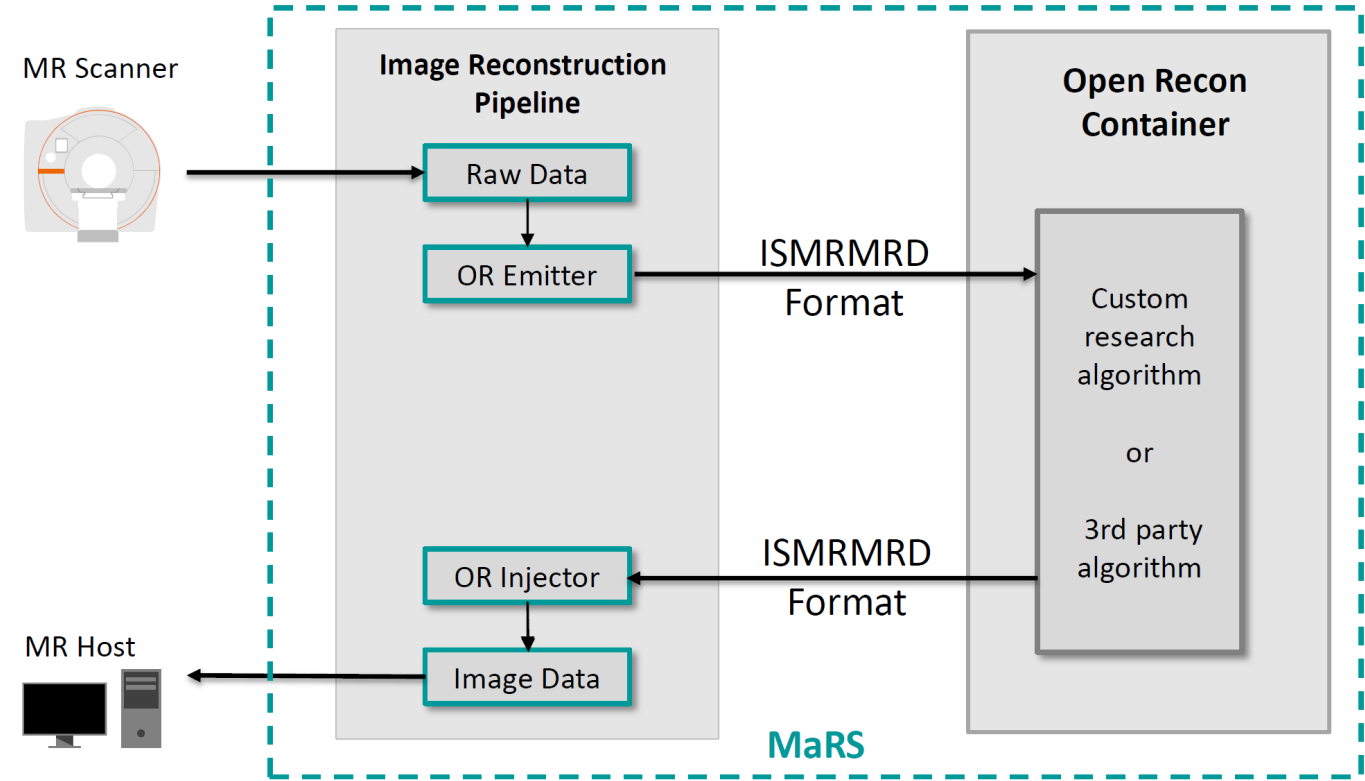 MR Scanner
Image Reconstruction
Pipeline
Raw Data
OR Emitter
ISMRMRD
Format
Open Recon
Container
Custom
research
algorithm
or
3rd party
algorithm
ISMRMRD
Format
OR Injector
Image Data
MR Host
MaRS